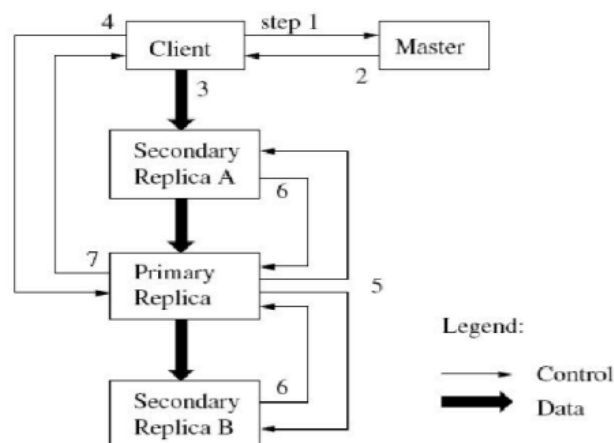 4
step 1
Client
Master
2
3
Secondary
Replica A
6
7
Primary
Replica
5
Legend:
6
Control
Secondary
Replica B
Data